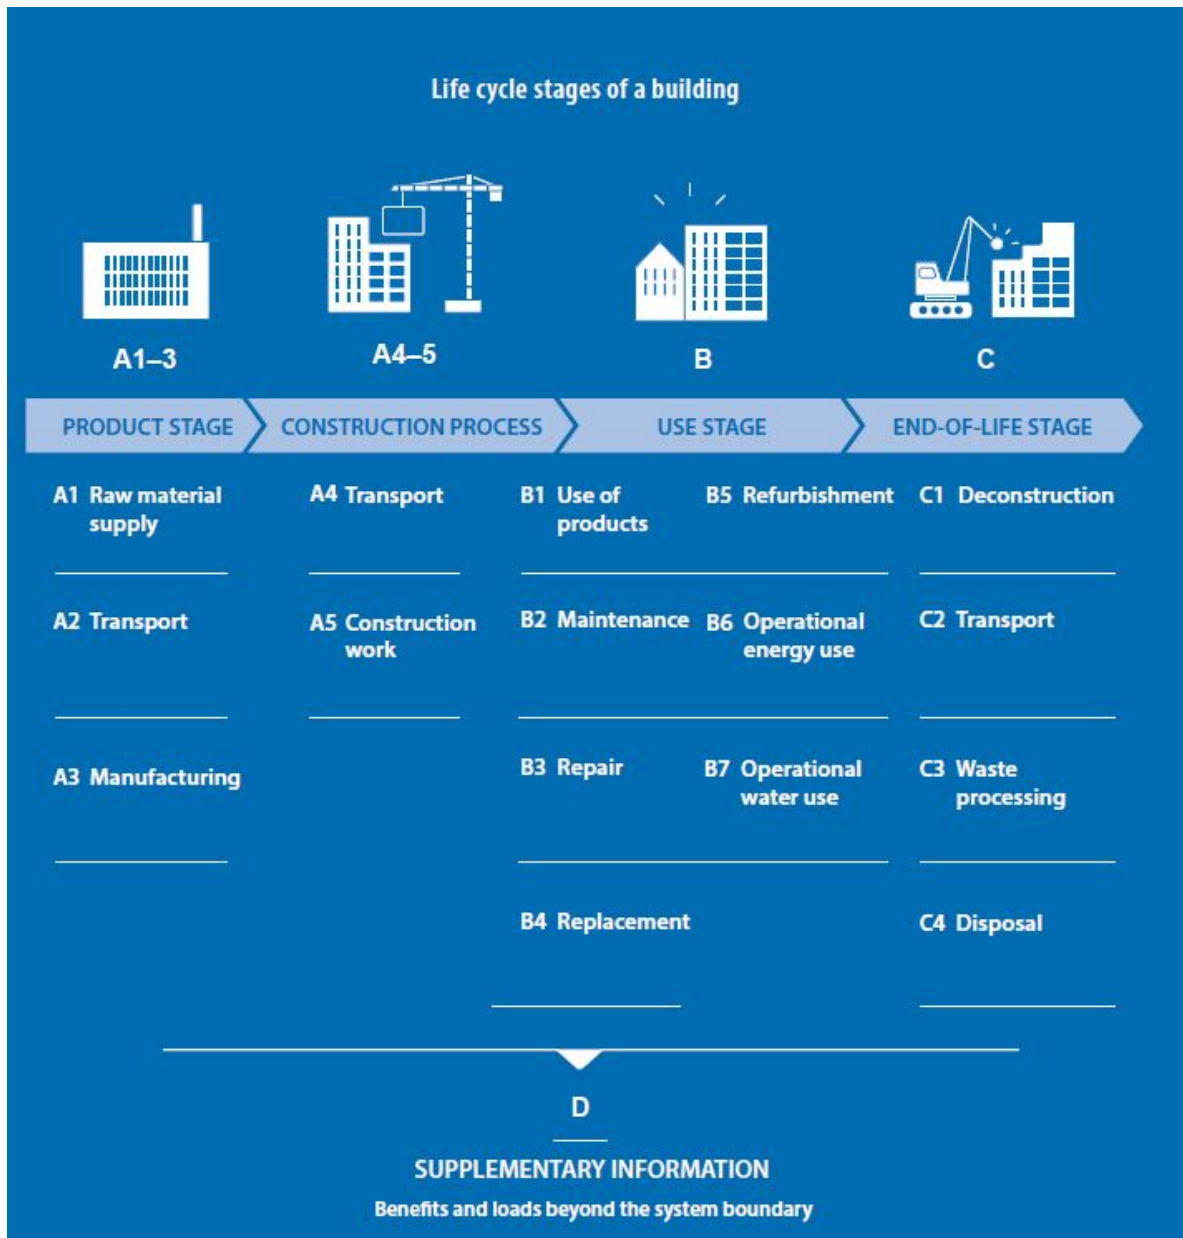 Life cycle stages of a building
A1–3
A4–5
B
C
PRODUCT STAGE
CONSTRUCTION PROCESS
USE STAGE
END-OF-LIFE STAGE
A1 Raw material
supply
A2 Transport
A3 Manufacturing
A4 Transport
A5 Construction
work
B1 Use of
products
B2 Maintenance
B3 Repair
B4 Replacement
B5 Refurbishment
B6 Operational
energy use
B7 Operational
water use
C1 Deconstruction
C2 Transport
C3 Waste
processing
C4 Disposal
D
SUPPLEMENTARY INFORMATION
Benefits and loads beyond the system boundary